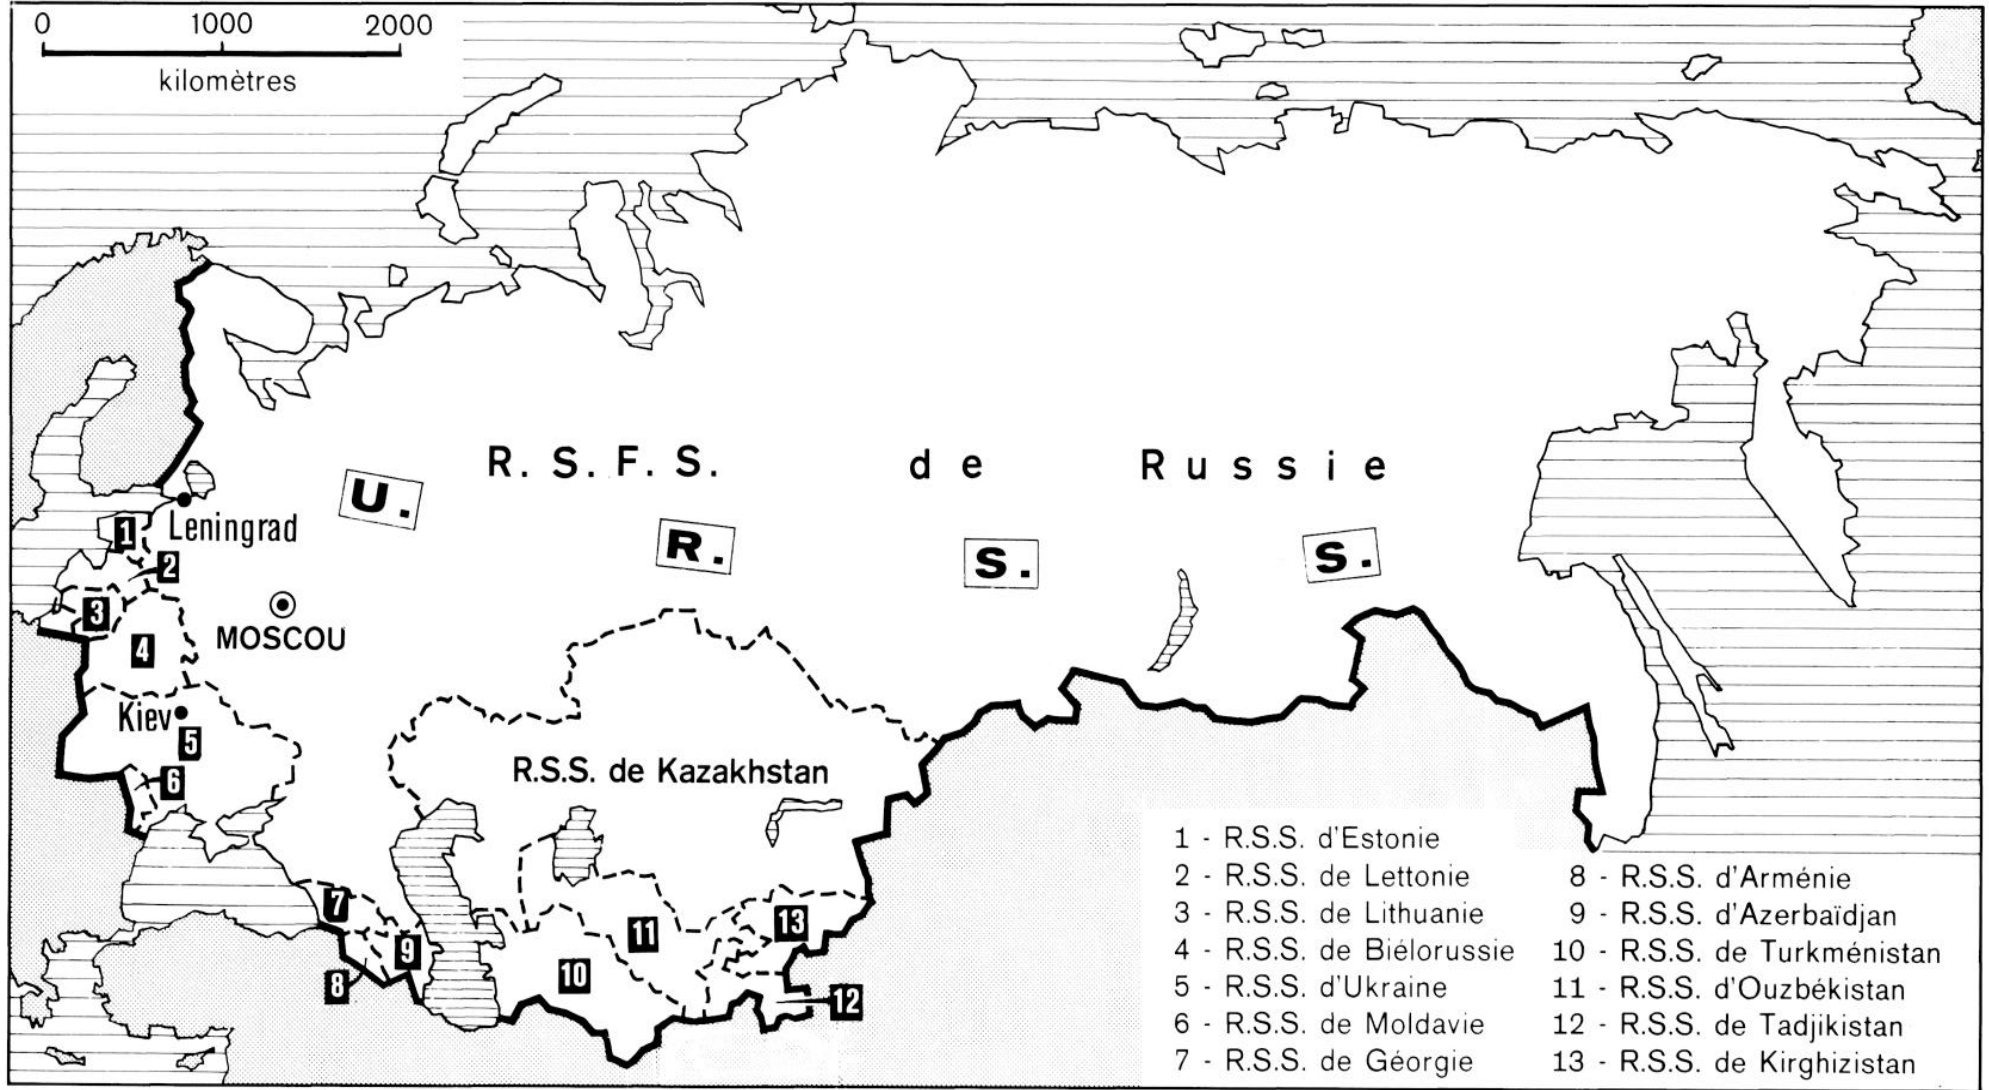 0 1000 2000
kilomètres
R. S. F. S. de Russie
U. R. S. S.
Leningrad
1
2
3
MOSCOU
4
Kiev
5
6
R.S.S. de Kazakhstan
7
8
9
10
11
12
13
1 - R.S.S. d'Estonie
2 - R.S.S. de Lettonie
3 - R.S.S. de Lithuanie
4 - R.S.S. de Biélorussie
5 - R.S.S. d'Ukraine
6 - R.S.S. de Moldavie
7 - R.S.S. de Géorgie
8 - R.S.S. d'Arménie
9 - R.S.S. d'Azerbaïdjan
10 - R.S.S. de Turkménistan
11 - R.S.S. d'Ouzbékistan
12 - R.S.S. de Tadjikistan
13 - R.S.S. de Kirghizistan